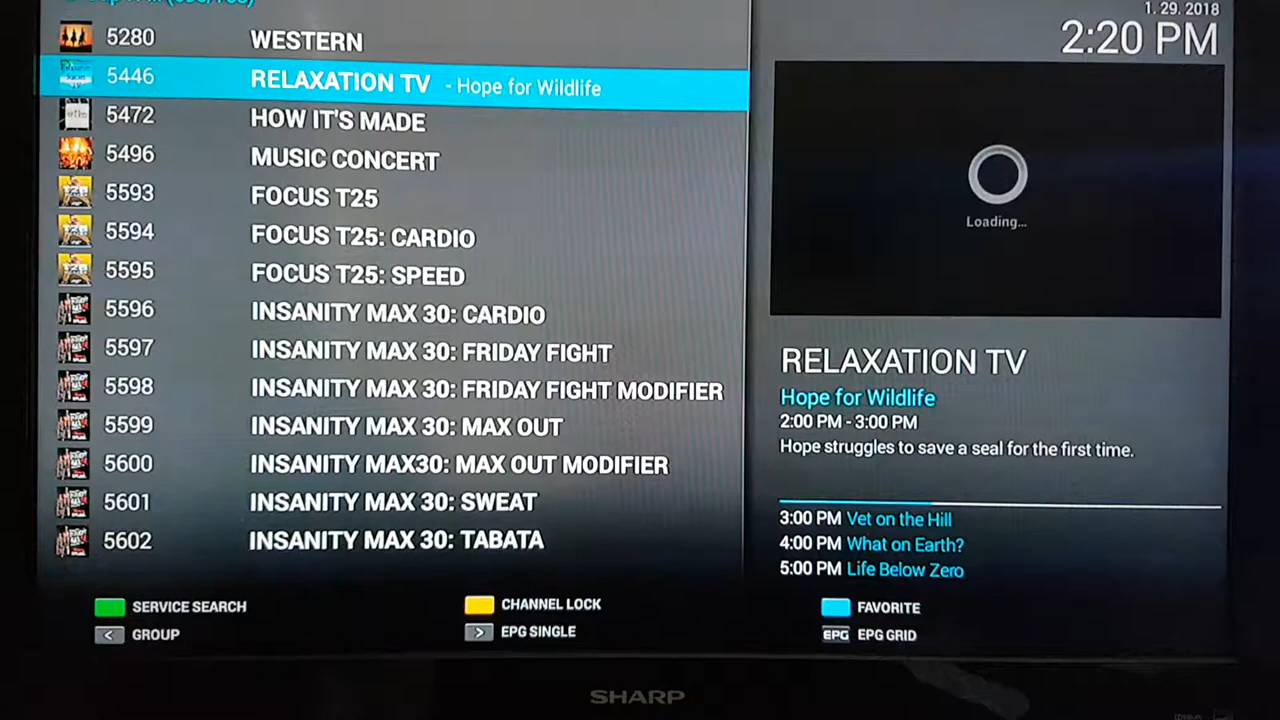 1. 29. 2018
2:20 PM
5280 WESTERN
5446 RELAXATION TV - Hope for Wildlife
5472 HOW IT'S MADE
5496 MUSIC CONCERT
5593 FOCUS T25
5594 FOCUS T25: CARDIO
5595 FOCUS T25: SPEED
5596 INSANITY MAX 30: CARDIO
5597 INSANITY MAX 30: FRIDAY FIGHT
5598 INSANITY MAX 30: FRIDAY FIGHT MODIFIER
5599 INSANITY MAX 30: MAX OUT
5600 INSANITY MAX30: MAX OUT MODIFIER
5601 INSANITY MAX 30: SWEAT
5602 INSANITY MAX 30: TABATA
Loading...
RELAXATION TV
Hope for Wildlife
2:00 PM - 3:00 PM
Hope struggles to save a seal for the first time.
3:00 PM Vet on the Hill
4:00 PM What on Earth?
5:00 PM Life Below Zero
SERVICE SEARCH
CHANNEL LOCK
FAVORITE
< GROUP
> EPG SINGLE
EPG EPG GRID
SHARP